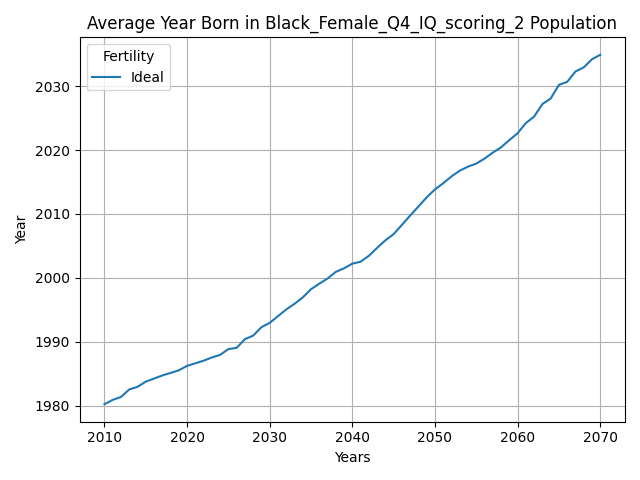 Average Year Born in Black_Female_Q4_IQ_scoring_2 Population
Fertility
Ideal
2030
2020
2010
2000
1990
1980
Year
2010 2020 2030 2040 2050 2060 2070
Years